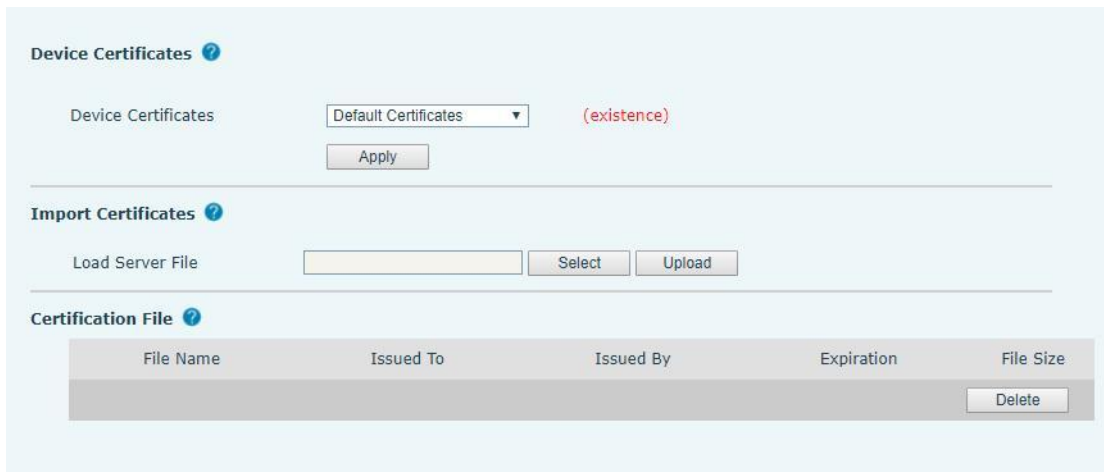 Device Certificates ?
Device Certificates Default Certificates (existence)
Apply
Import Certificates ?
Load Server File Select Upload
Certification File ?
File Name Issued To Issued By Expiration File Size
Delete